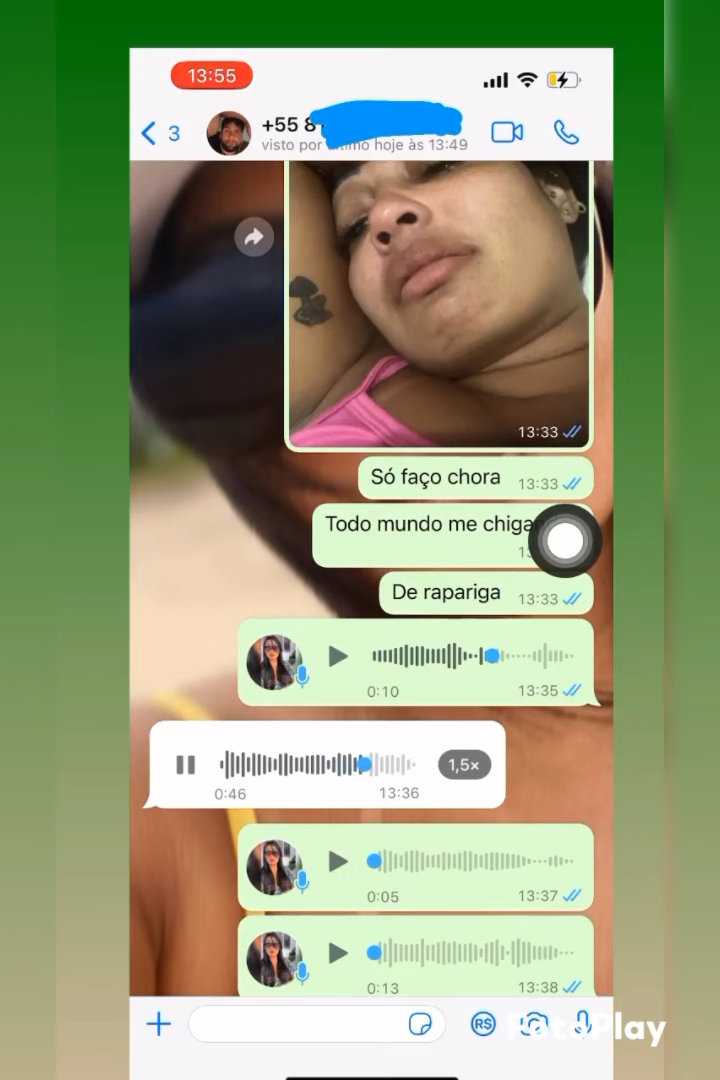 13:55
3
+55 8
visto por último hoje às 13:49
13:33
Só faço chora
13:33
Todo mundo me chiga
De rapariga
13:33
0:10
13:35
1,5×
0:46
13:36
0:05
13:37
0:13
13:38
R$
FotoPlay